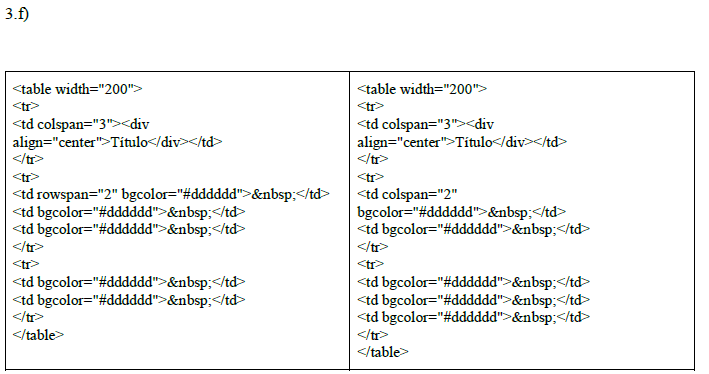 3.f)
<table width="200">
<tr>
<td colspan="3"><div
align="center">Título</div></td>
</tr>
<tr>
<td rowspan="2" bgcolor="#dddddd">&nbsp;</td>
<td bgcolor="#dddddd">&nbsp;</td>
<td bgcolor="#dddddd">&nbsp;</td>
</tr>
<tr>
<td bgcolor="#dddddd">&nbsp;</td>
<td bgcolor="#dddddd">&nbsp;</td>
</tr>
</table>
<table width="200">
<tr>
<td colspan="3"><div
align="center">Título</div></td>
</tr>
<tr>
<td colspan="2"
bgcolor="#dddddd">&nbsp;</td>
<td bgcolor="#dddddd">&nbsp;</td>
</tr>
<tr>
<td bgcolor="#dddddd">&nbsp;</td>
<td bgcolor="#dddddd">&nbsp;</td>
<td bgcolor="#dddddd">&nbsp;</td>
</tr>
</table>